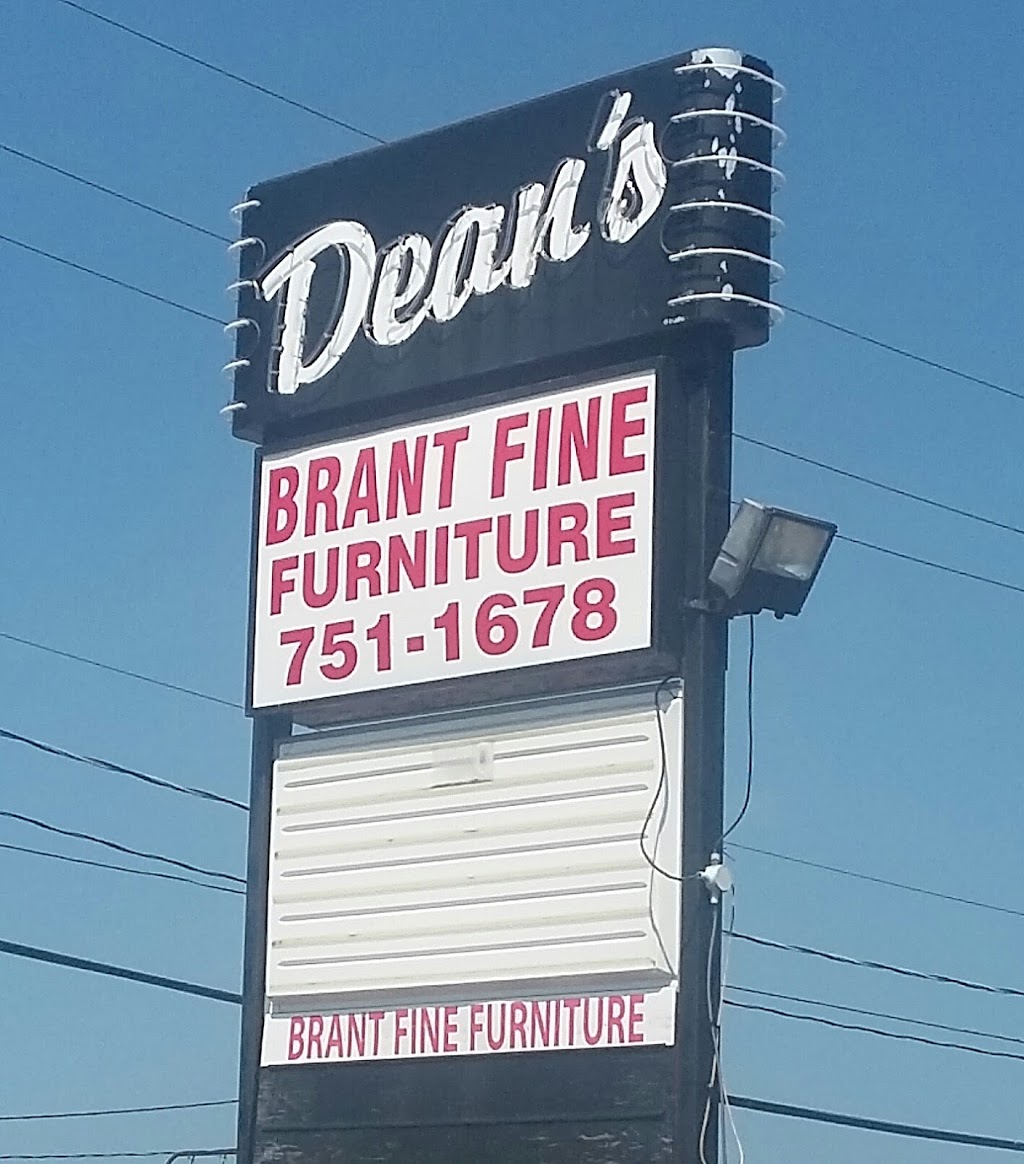 Dean's
BRANT FINE
FURNITURE
751-1678
BRANT FINE FURNITURE